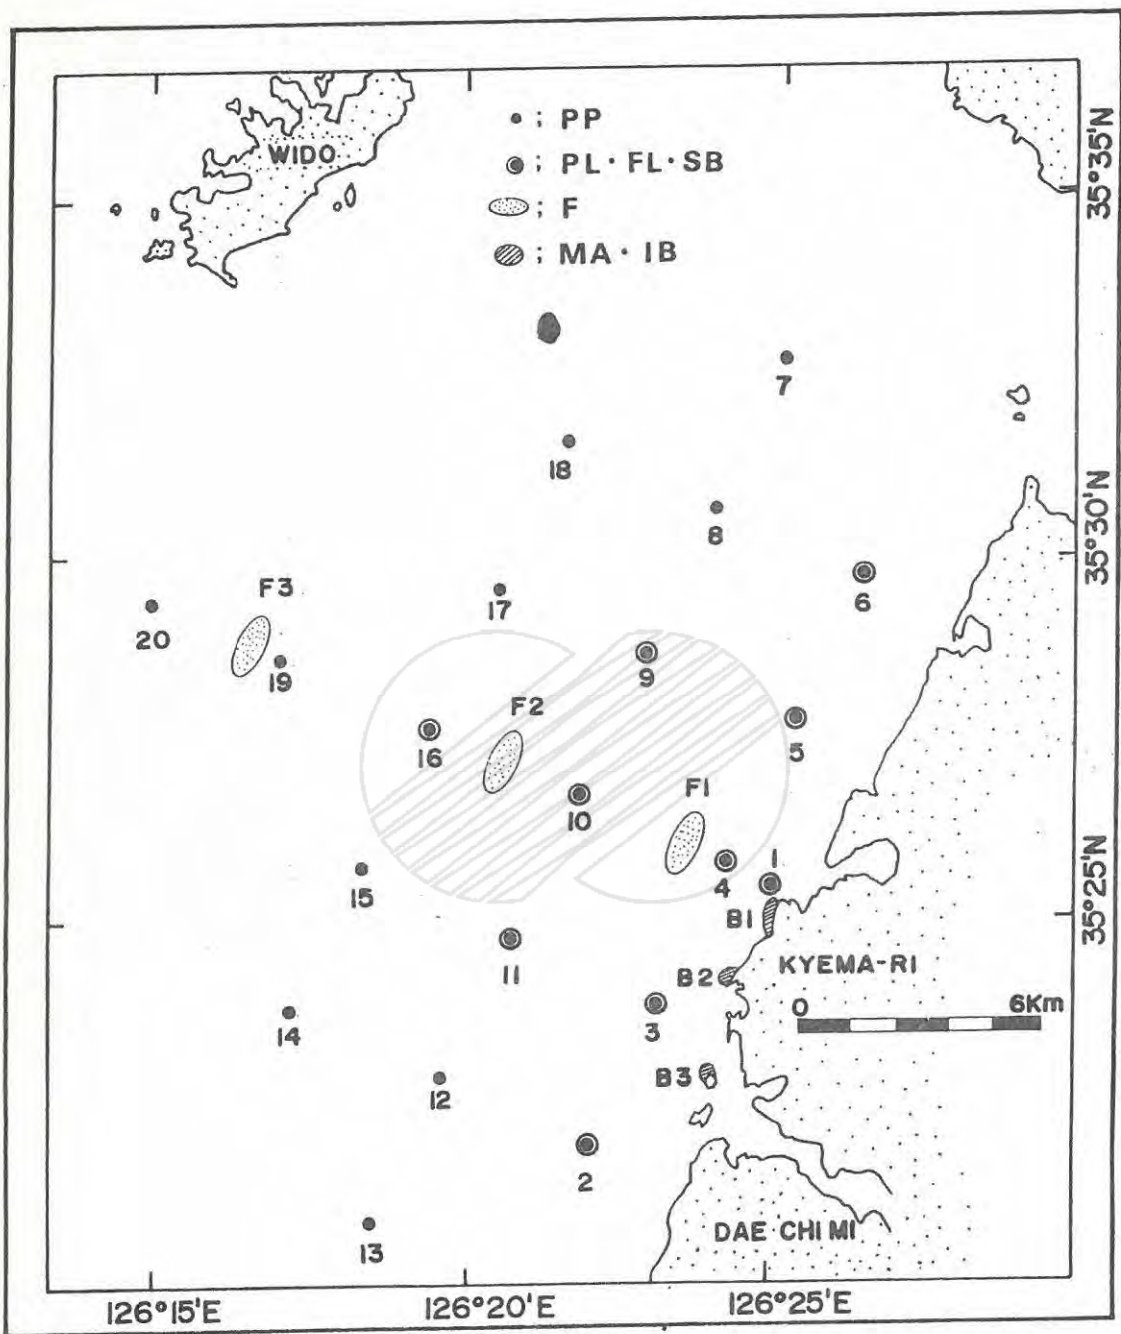 ; PP
; PL · FL · SB
; F
; MA · IB
WIDO
35°35'N
7
18
8
35°30'N
6
F3
17
20
9
19
F2
16
5
F1
10
1
4
15
B1
35°25'N
KYEMA-RI
B2
11
0 6Km
3
14
B3
12
2
DAE CHI MI
13
126°15'E 126°20'E 126°25'E